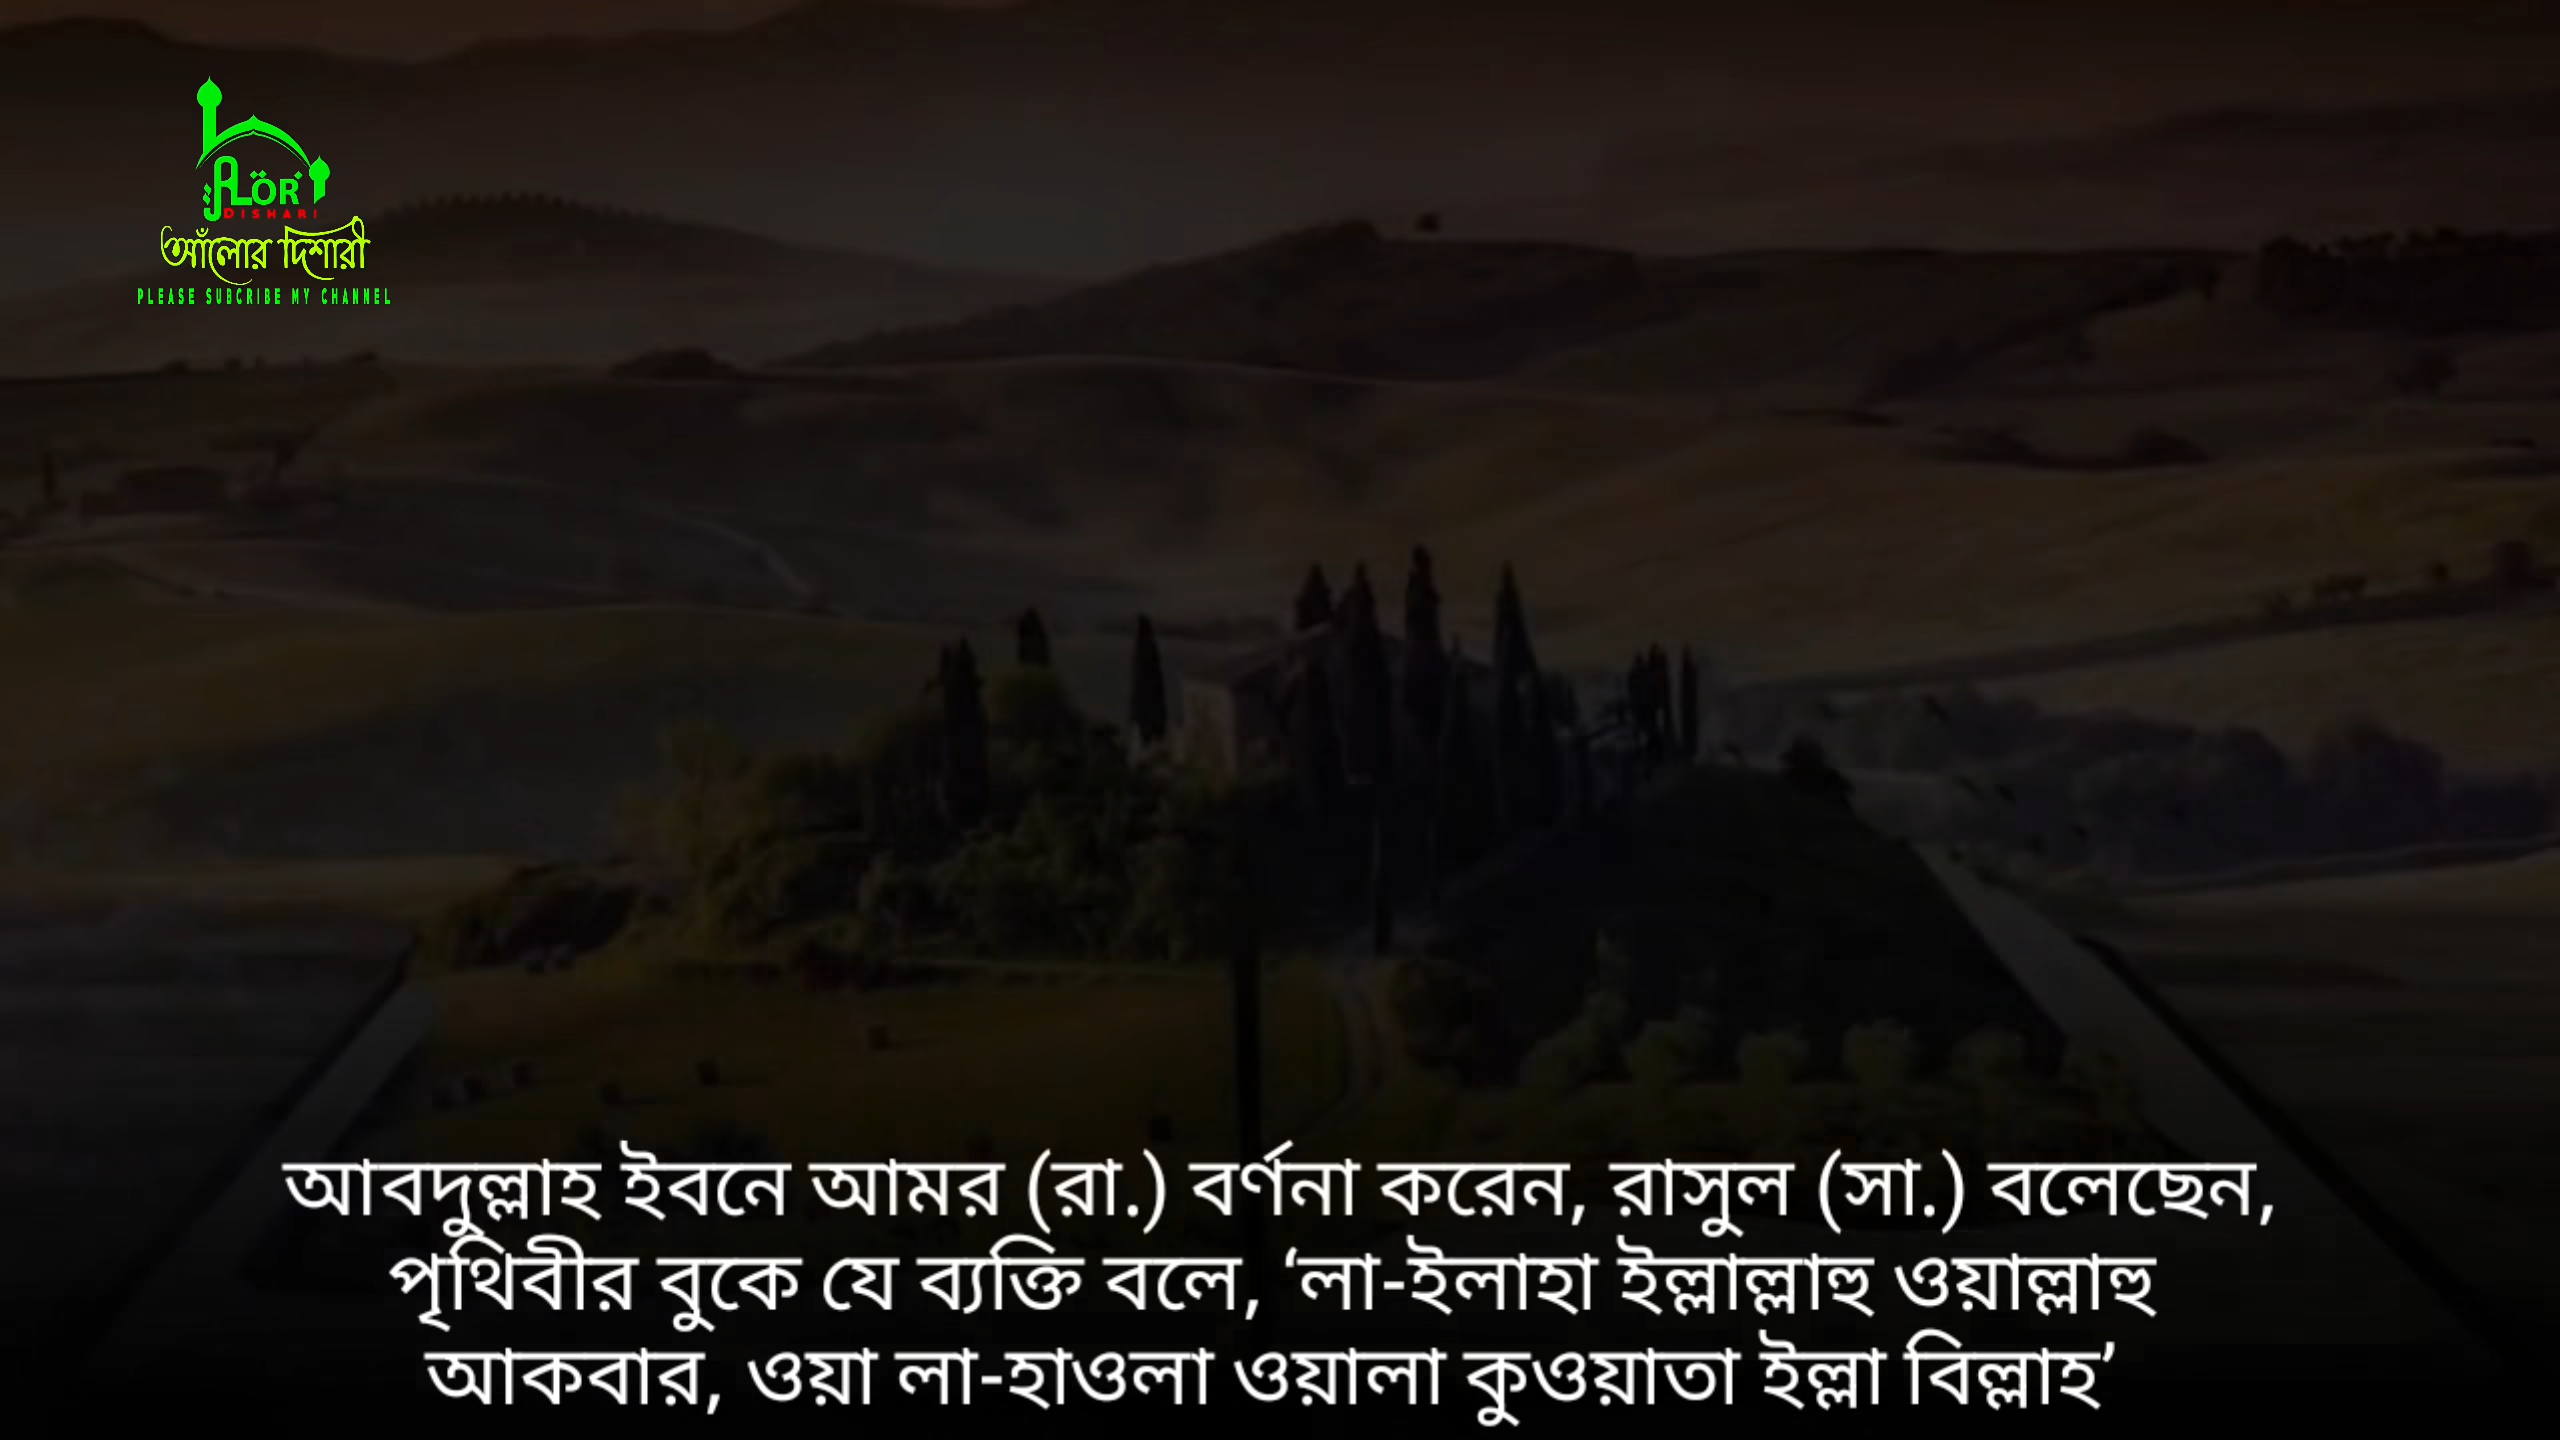 ALOR
DISHARI
আঁলোর দিশারী
PLEASE SUBCRIBE MY CHANNEL
আবদুল্লাহ ইবনে আমর (রা.) বর্ণনা করেন, রাসুল (সা.) বলেছেন,
পৃথিবীর বুকে যে ব্যক্তি বলে, ‘লা-ইলাহা ইল্লাল্লাহু ওয়াল্লাহু
আকবার, ওয়া লা-হাওলা ওয়ালা কুওয়াতা ইল্লা বিল্লাহ’